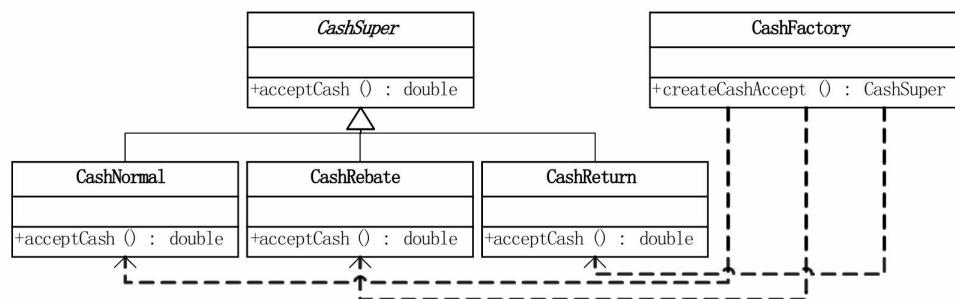 CashSuper
+acceptCash () : double
CashFactory
+createCashAccept () : CashSuper
CashNormal
+acceptCash () : double
CashRebate
+acceptCash () : double
CashReturn
+acceptCash () : double